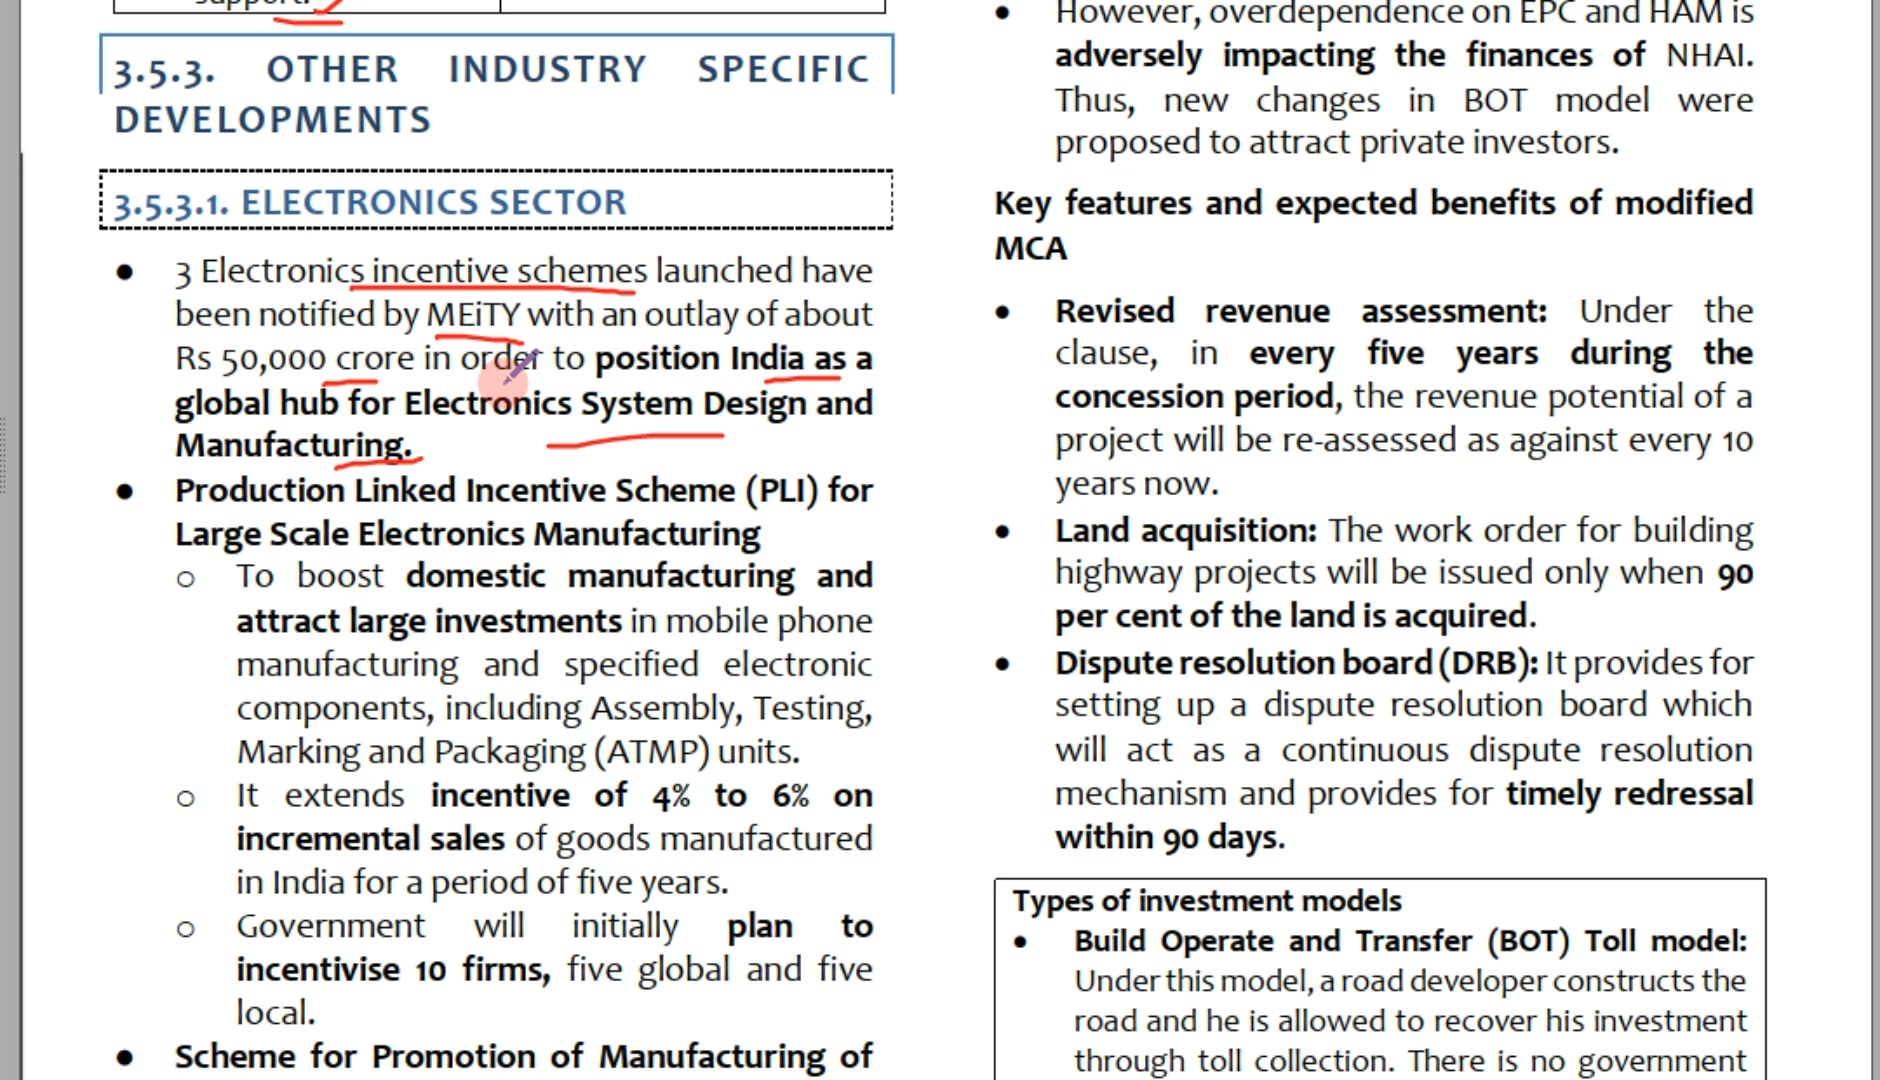 support.
3.5.3. OTHER INDUSTRY SPECIFIC
DEVELOPMENTS
3.5.3.1. ELECTRONICS SECTOR
● 3 Electronics incentive schemes launched have
been notified by MEiTY with an outlay of about
Rs 50,000 crore in order to position India as a
global hub for Electronics System Design and
Manufacturing.
● Production Linked Incentive Scheme (PLI) for
Large Scale Electronics Manufacturing
o To boost domestic manufacturing and
attract large investments in mobile phone
manufacturing and specified electronic
components, including Assembly, Testing,
Marking and Packaging (ATMP) units.
o It extends incentive of 4% to 6% on
incremental sales of goods manufactured
in India for a period of five years.
o Government will initially plan to
incentivise 10 firms, five global and five
local.
● Scheme for Promotion of Manufacturing of
● However, overdependence on EPC and HAM is
adversely impacting the finances of NHAI.
Thus, new changes in BOT model were
proposed to attract private investors.
Key features and expected benefits of modified
MCA
● Revised revenue assessment: Under the
clause, in every five years during the
concession period, the revenue potential of a
project will be re-assessed as against every 10
years now.
● Land acquisition: The work order for building
highway projects will be issued only when 90
per cent of the land is acquired.
● Dispute resolution board (DRB): It provides for
setting up a dispute resolution board which
will act as a continuous dispute resolution
mechanism and provides for timely redressal
within 90 days.
Types of investment models
● Build Operate and Transfer (BOT) Toll model:
Under this model, a road developer constructs the
road and he is allowed to recover his investment
through toll collection. There is no government